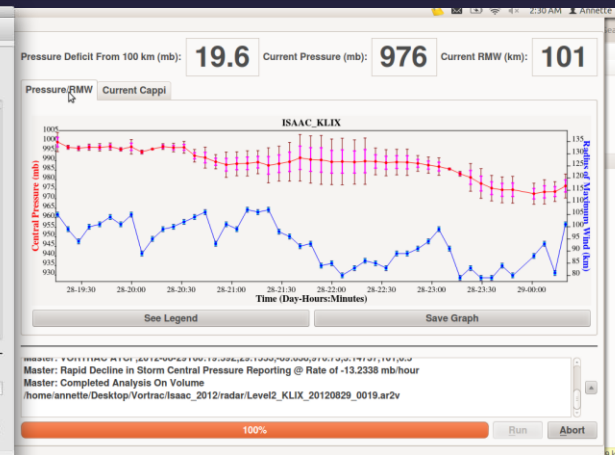 2:30 AM Annette
Pressure Deficit From 100 km (mb): 19.6 Current Pressure (mb): 976 Current RMW (km): 101
Pressure/RMW Current Cappi
ISAAC_KLIX
Central Pressure (mb)
1005
1000
995
990
985
980
975
970
965
960
955
950
945
940
935
930
135
130
125
120
115
110
105
100
95
90
85
80
Radius of Maximum Wind (km)
28-19:30 28-20:00 28-20:30 28-21:00 28-21:30 28-22:00 28-22:30 28-23:00 28-23:30 29-00:00
Time (Day-Hours:Minutes)
See Legend Save Graph
Master: Rapid Decline in Storm Central Pressure Reporting @ Rate of -13.2338 mb/hour
Master: Completed Analysis On Volume
/home/annette/Desktop/Vortrac/Isaac_2012/radar/Level2_KLIX_20120829_0019.ar2v
100% Run Abort